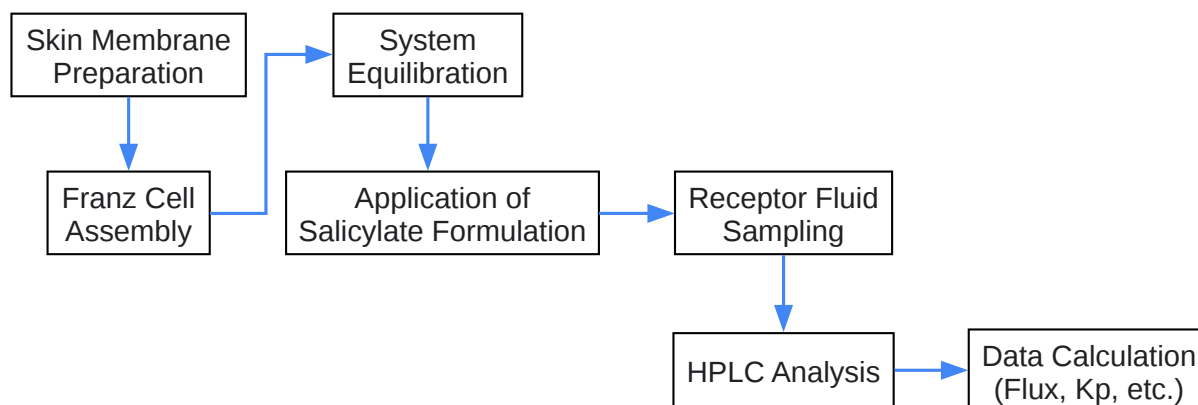 Skin Membrane
Preparation
Franz Cell
Assembly
System
Equilibration
Application of
Salicylate Formulation
Receptor Fluid
Sampling
HPLC Analysis
Data Calculation
(Flux, Kp, etc.)